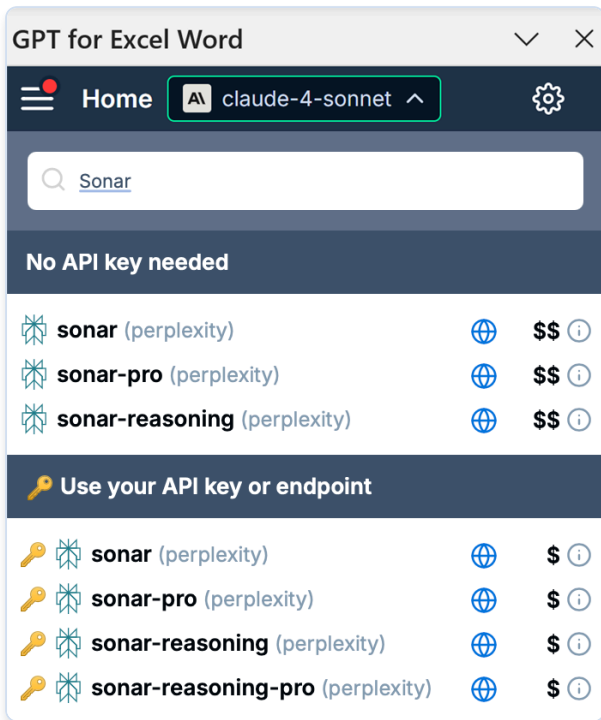 GPT for Excel Word
Home A\ claude-4-sonnet
Sonar
No API key needed
sonar (perplexity) $$
sonar-pro (perplexity) $$
sonar-reasoning (perplexity) $$
Use your API key or endpoint
sonar (perplexity) $
sonar-pro (perplexity) $
sonar-reasoning (perplexity) $
sonar-reasoning-pro (perplexity) $